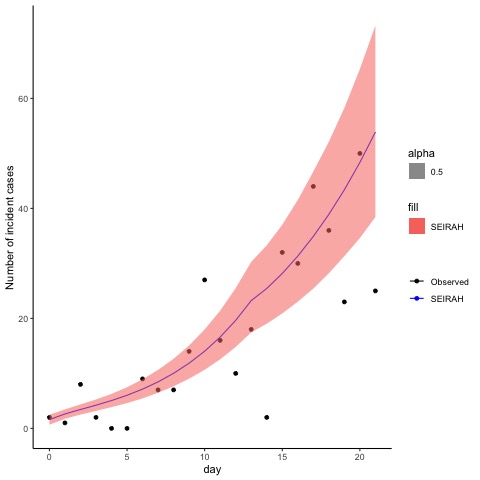 60
40
20
0
0
5
10
15
20
day
Number of incident cases
alpha
0.5
fill
SEIRAH
Observed
SEIRAH